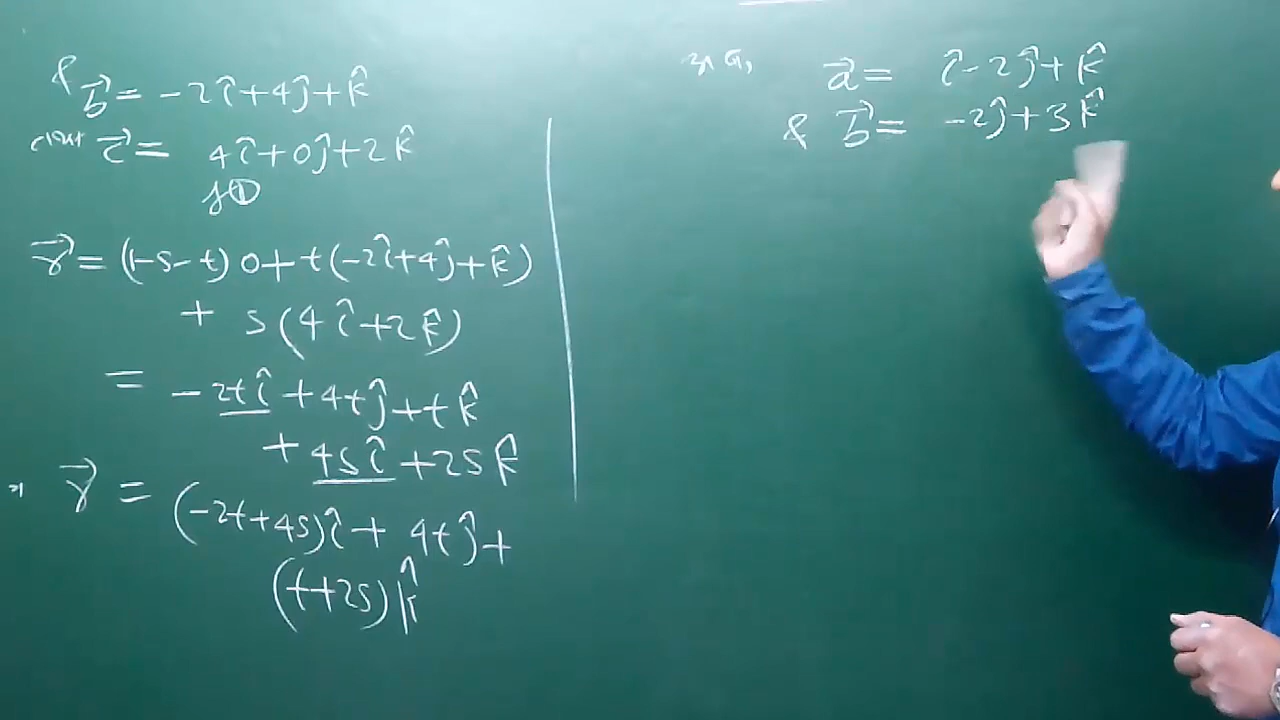 & b⃗ = -2î+4ĵ+k̂
c⃗ = 4î+0ĵ+2k̂
①
r⃗ = (1-s-t)0+t(-2î+4ĵ+k̂)
+ s(4î+2k̂)
= -2tî+4tĵ+tk̂
+4sî+2sk̂
r⃗ = (-2t+4s)î+ 4tĵ+
(t+2s)k̂
a⃗ = î-2ĵ+k̂
& b⃗ = -2ĵ+3k̂